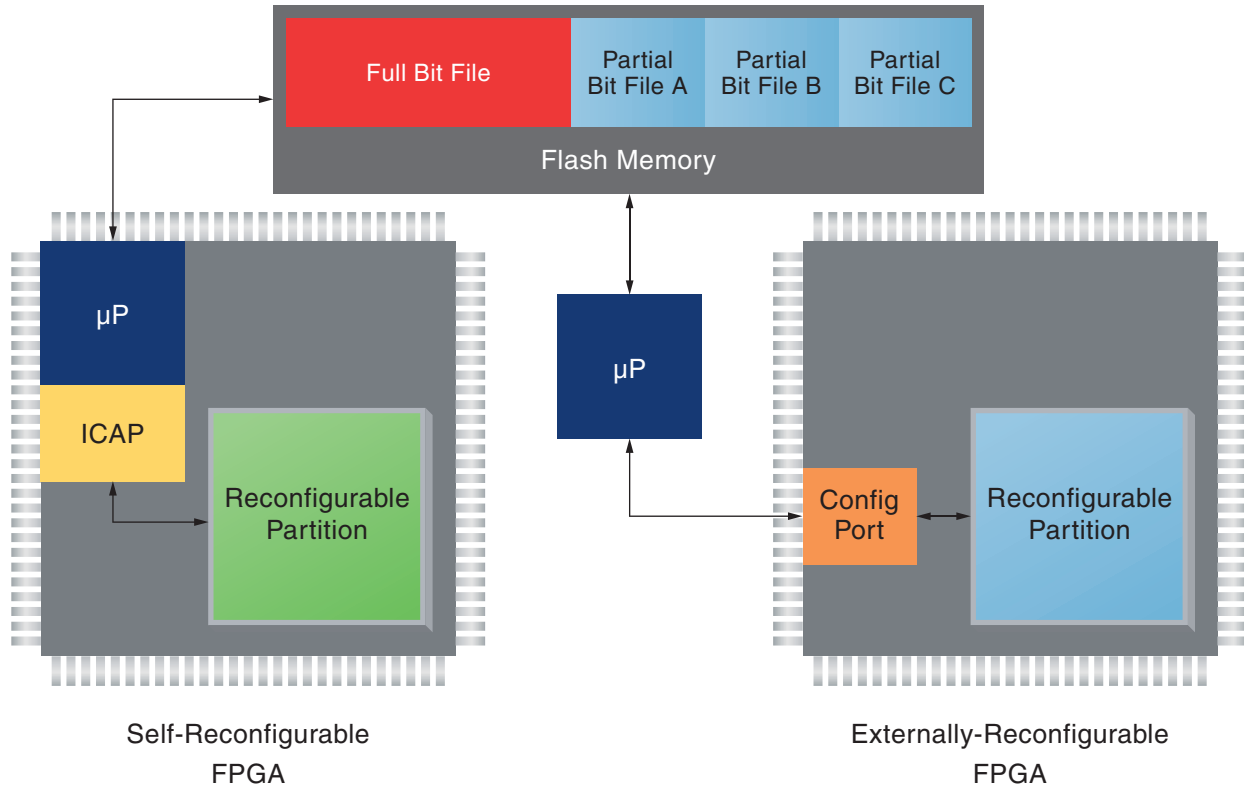 Full Bit File
Partial
Bit File A
Partial
Bit File B
Partial
Bit File C
Flash Memory
µP
ICAP
Reconfigurable
Partition
µP
Config
Port
Reconfigurable
Partition
Self-Reconfigurable
FPGA
Externally-Reconfigurable
FPGA